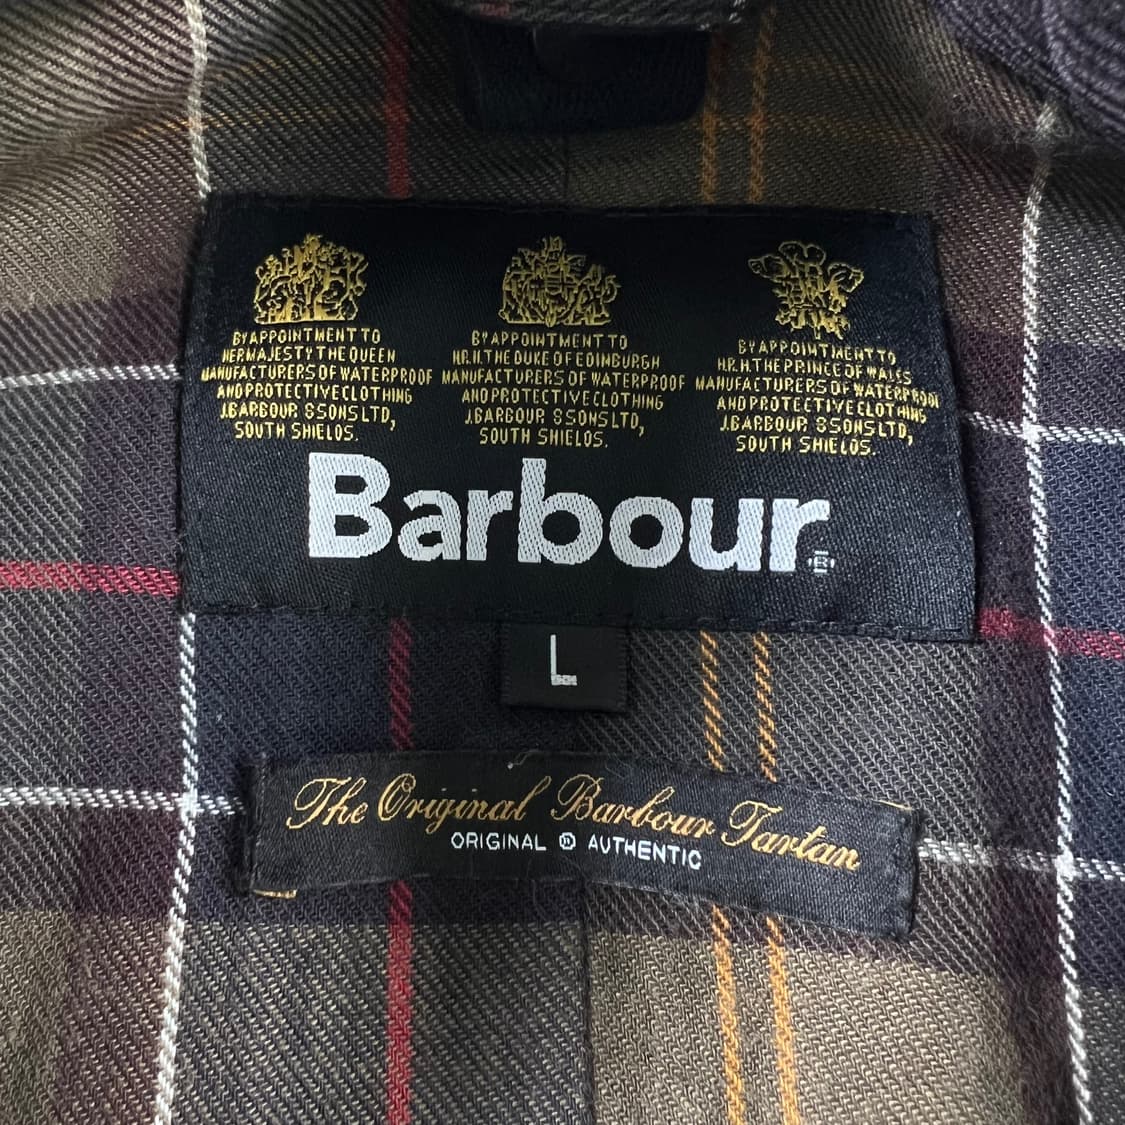 BY APPOINTMENT TO
HER MAJESTY THE QUEEN
MANUFACTURERS OF WATERPROOF
AND PROTECTIVE CLOTHING
J.BARBOUR & SONS LTD,
SOUTH SHIELDS.
BY APPOINTMENT TO
H.R.H. THE DUKE OF EDINBURGH
MANUFACTURERS OF WATERPROOF
AND PROTECTIVE CLOTHING
J.BARBOUR & SONS LTD,
SOUTH SHIELDS.
BY APPOINTMENT TO
H.R.H. THE PRINCE OF WALES
MANUFACTURERS OF WATERPROOF
AND PROTECTIVE CLOTHING
J.BARBOUR & SONS LTD,
SOUTH SHIELDS.
Barbour®
L
The Original Barbour Tartan
ORIGINAL AUTHENTIC